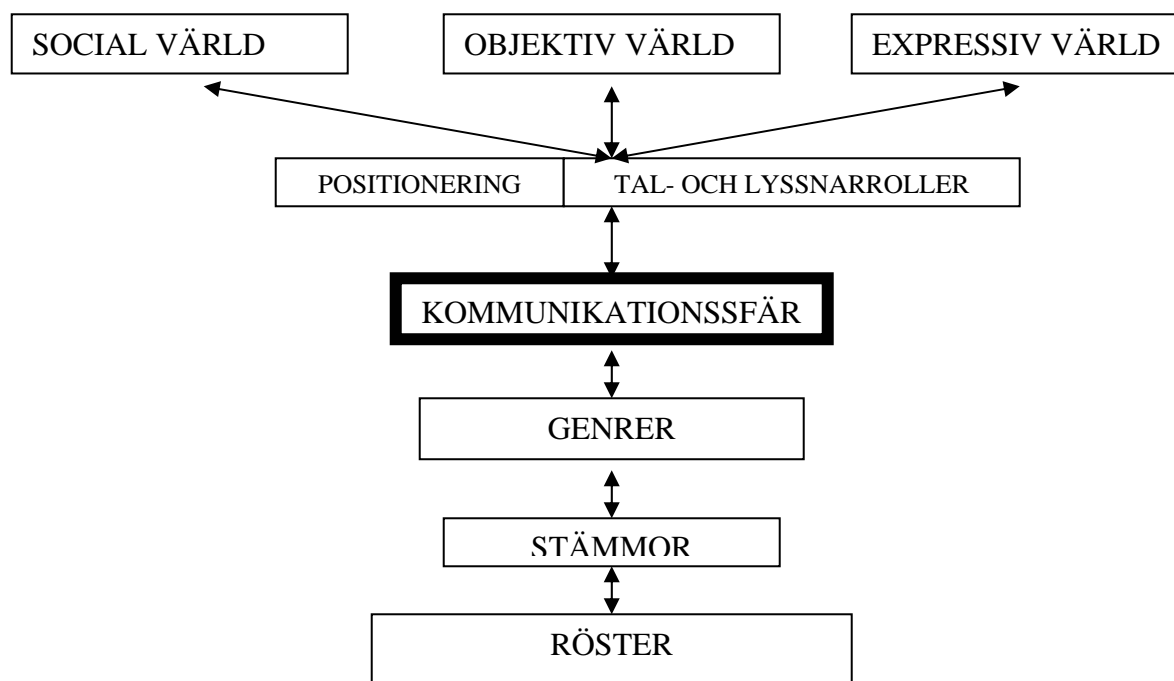 SOCIAL VÄRLD
OBJEKTIV VÄRLD
EXPRESSIV VÄRLD
POSITIONERING
TAL- OCH LYSSNARROLLER
KOMMUNIKATIONSSFÄR
GENRER
STÄMMOR
RÖSTER